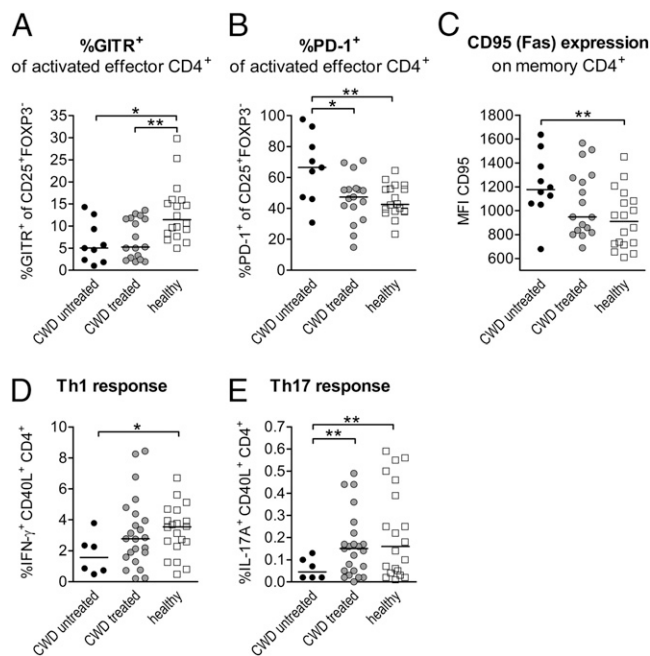 A
%GITR⁺
of activated effector CD4⁺
*
**
35
30
25
20
15
10
5
0
%GITR⁺ of CD25⁺FOXP3⁻
CWD untreated
CWD treated
healthy
B
%PD-1⁺
of activated effector CD4⁺
**
*
100
80
60
40
20
0
%PD-1⁺ of CD25⁺FOXP3⁻
CWD untreated
CWD treated
healthy
C
CD95 (Fas) expression
on memory CD4⁺
**
1600
1400
1200
1000
800
600
MFI CD95
CWD untreated
CWD treated
healthy
D
Th1 response
*
10
8
6
4
2
0
%IFN-γ⁺ CD40L⁺ CD4⁺
CWD untreated
CWD treated
healthy
E
Th17 response
**
**
0.7
0.6
0.5
0.4
0.3
0.2
0.1
0.0
%IL-17A⁺ CD40L⁺ CD4⁺
CWD untreated
CWD treated
healthy